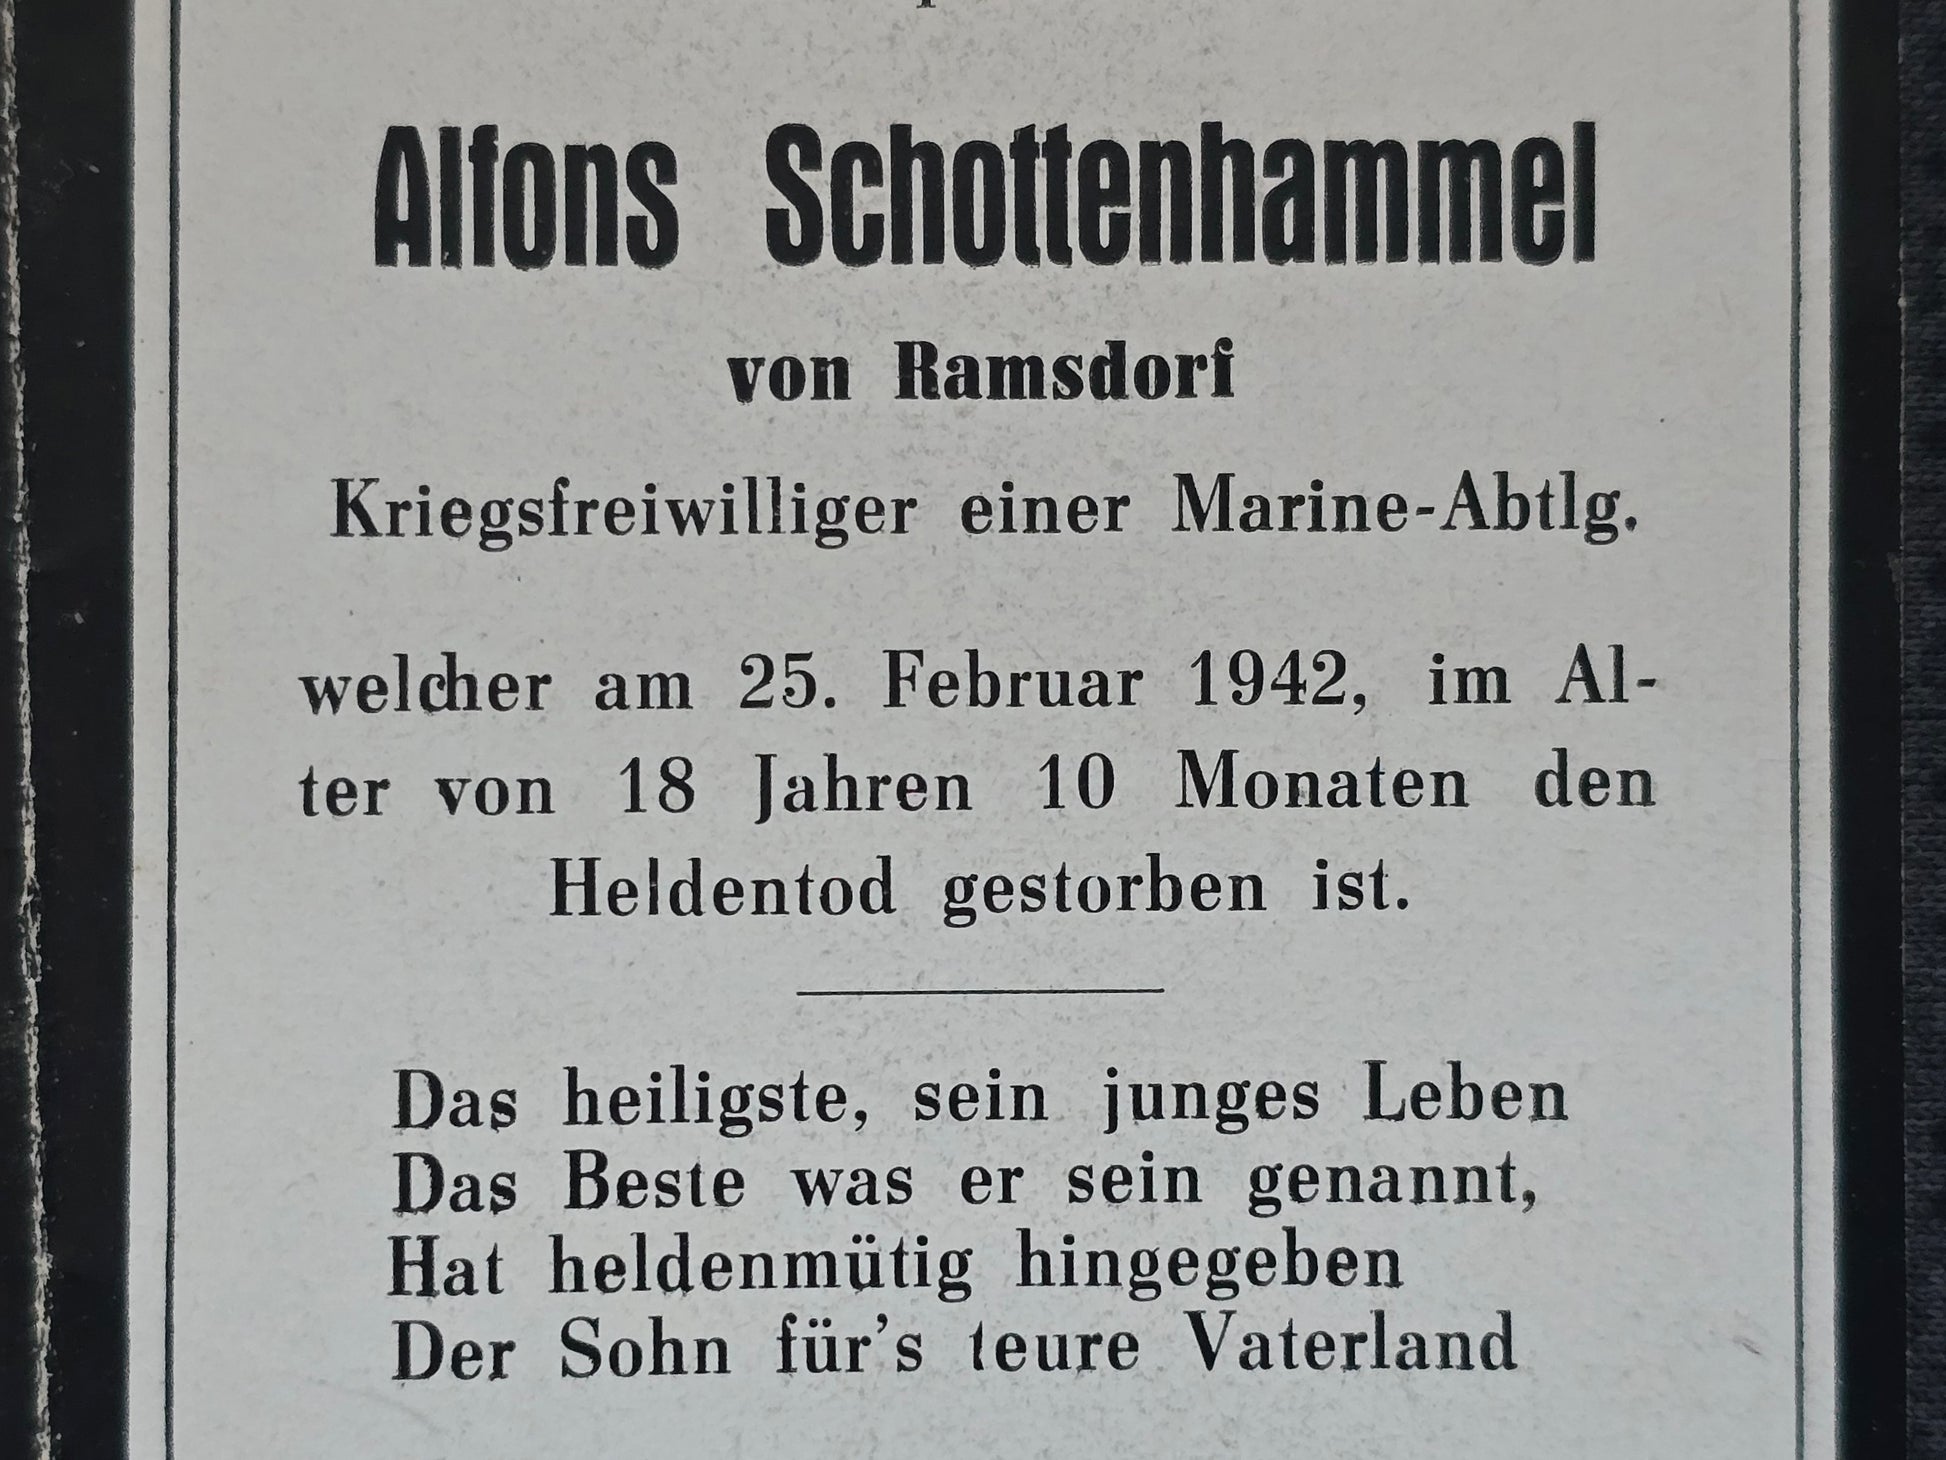 Alfons Schottenhammel
von Ramsdorf
Kriegsfreiwilliger einer Marine-Abtlg.
welcher am 25. Februar 1942, im Al-
ter von 18 Jahren 10 Monaten den
Heldentod gestorben ist.
Das heiligste, sein junges Leben
Das Beste was er sein genannt,
Hat heldenmütig hingegeben
Der Sohn für's teure Vaterland